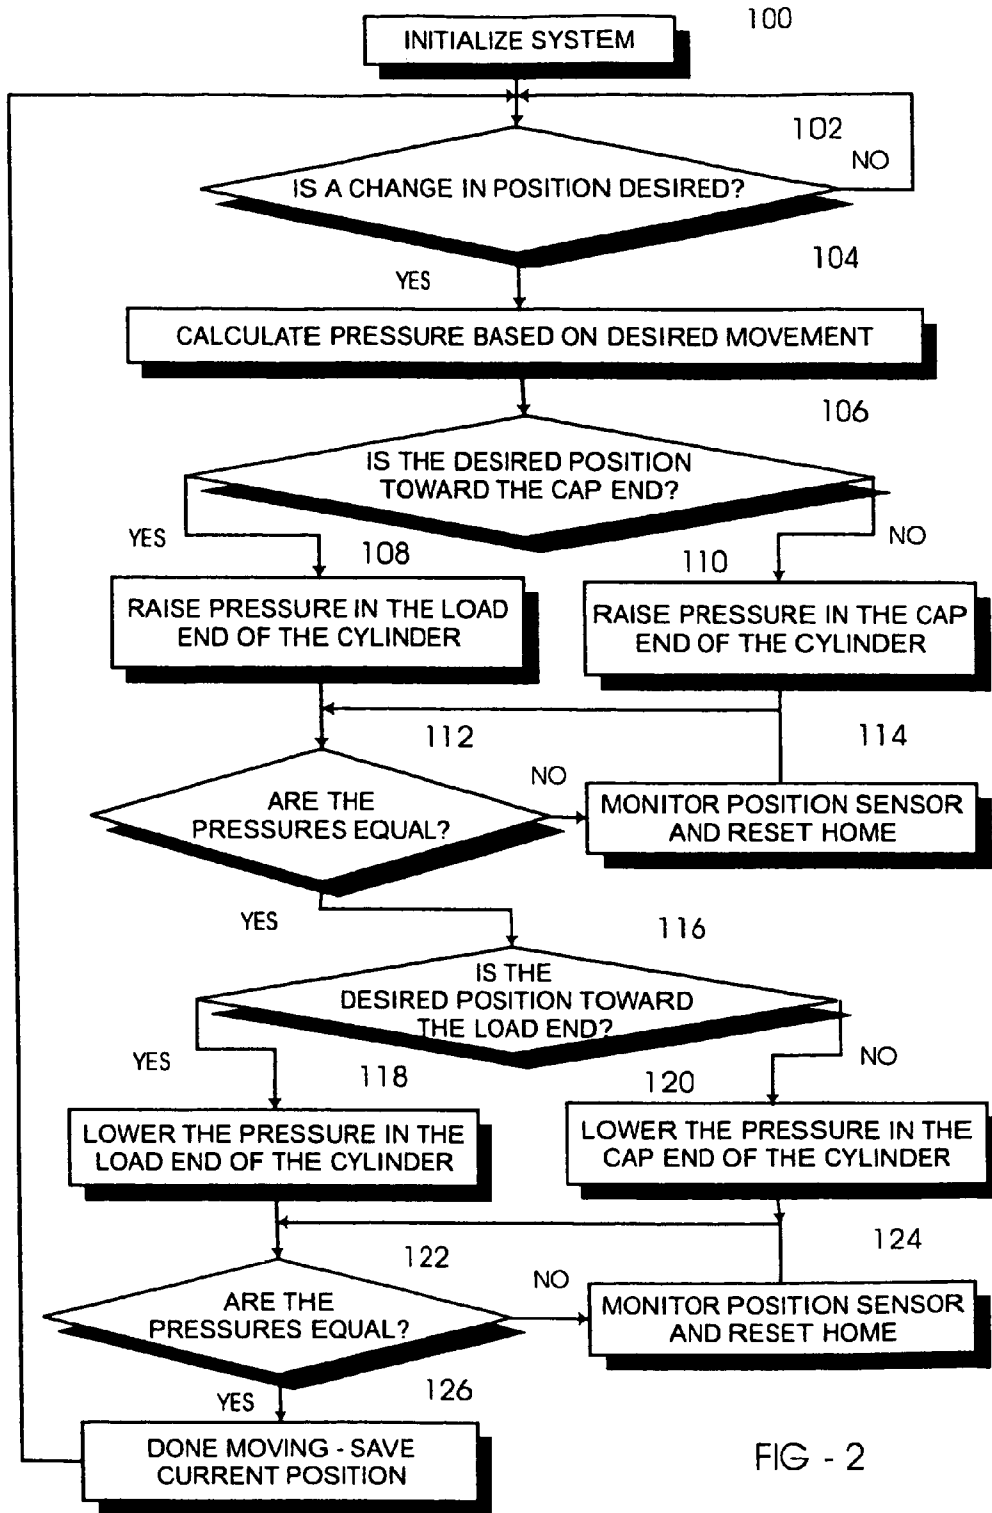 100
INITIALIZE SYSTEM
102
NO
IS A CHANGE IN POSITION DESIRED?
104
YES
CALCULATE PRESSURE BASED ON DESIRED MOVEMENT
106
IS THE DESIRED POSITION
TOWARD THE CAP END?
YES
NO
108
110
RAISE PRESSURE IN THE LOAD
END OF THE CYLINDER
RAISE PRESSURE IN THE CAP
END OF THE CYLINDER
112
114
ARE THE
PRESSURES EQUAL?
NO
MONITOR POSITION SENSOR
AND RESET HOME
YES
116
IS THE
DESIRED POSITION TOWARD
THE LOAD END?
YES
NO
118
120
LOWER THE PRESSURE IN THE
LOAD END OF THE CYLINDER
LOWER THE PRESSURE IN THE
CAP END OF THE CYLINDER
122
124
ARE THE
PRESSURES EQUAL?
NO
MONITOR POSITION SENSOR
AND RESET HOME
YES
126
DONE MOVING - SAVE
CURRENT POSITION
FIG - 2